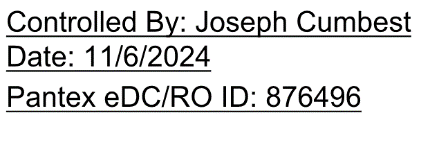 Controlled By: Joseph Cumbest
Date: 11/6/2024
Pantex eDC/RO ID: 876496